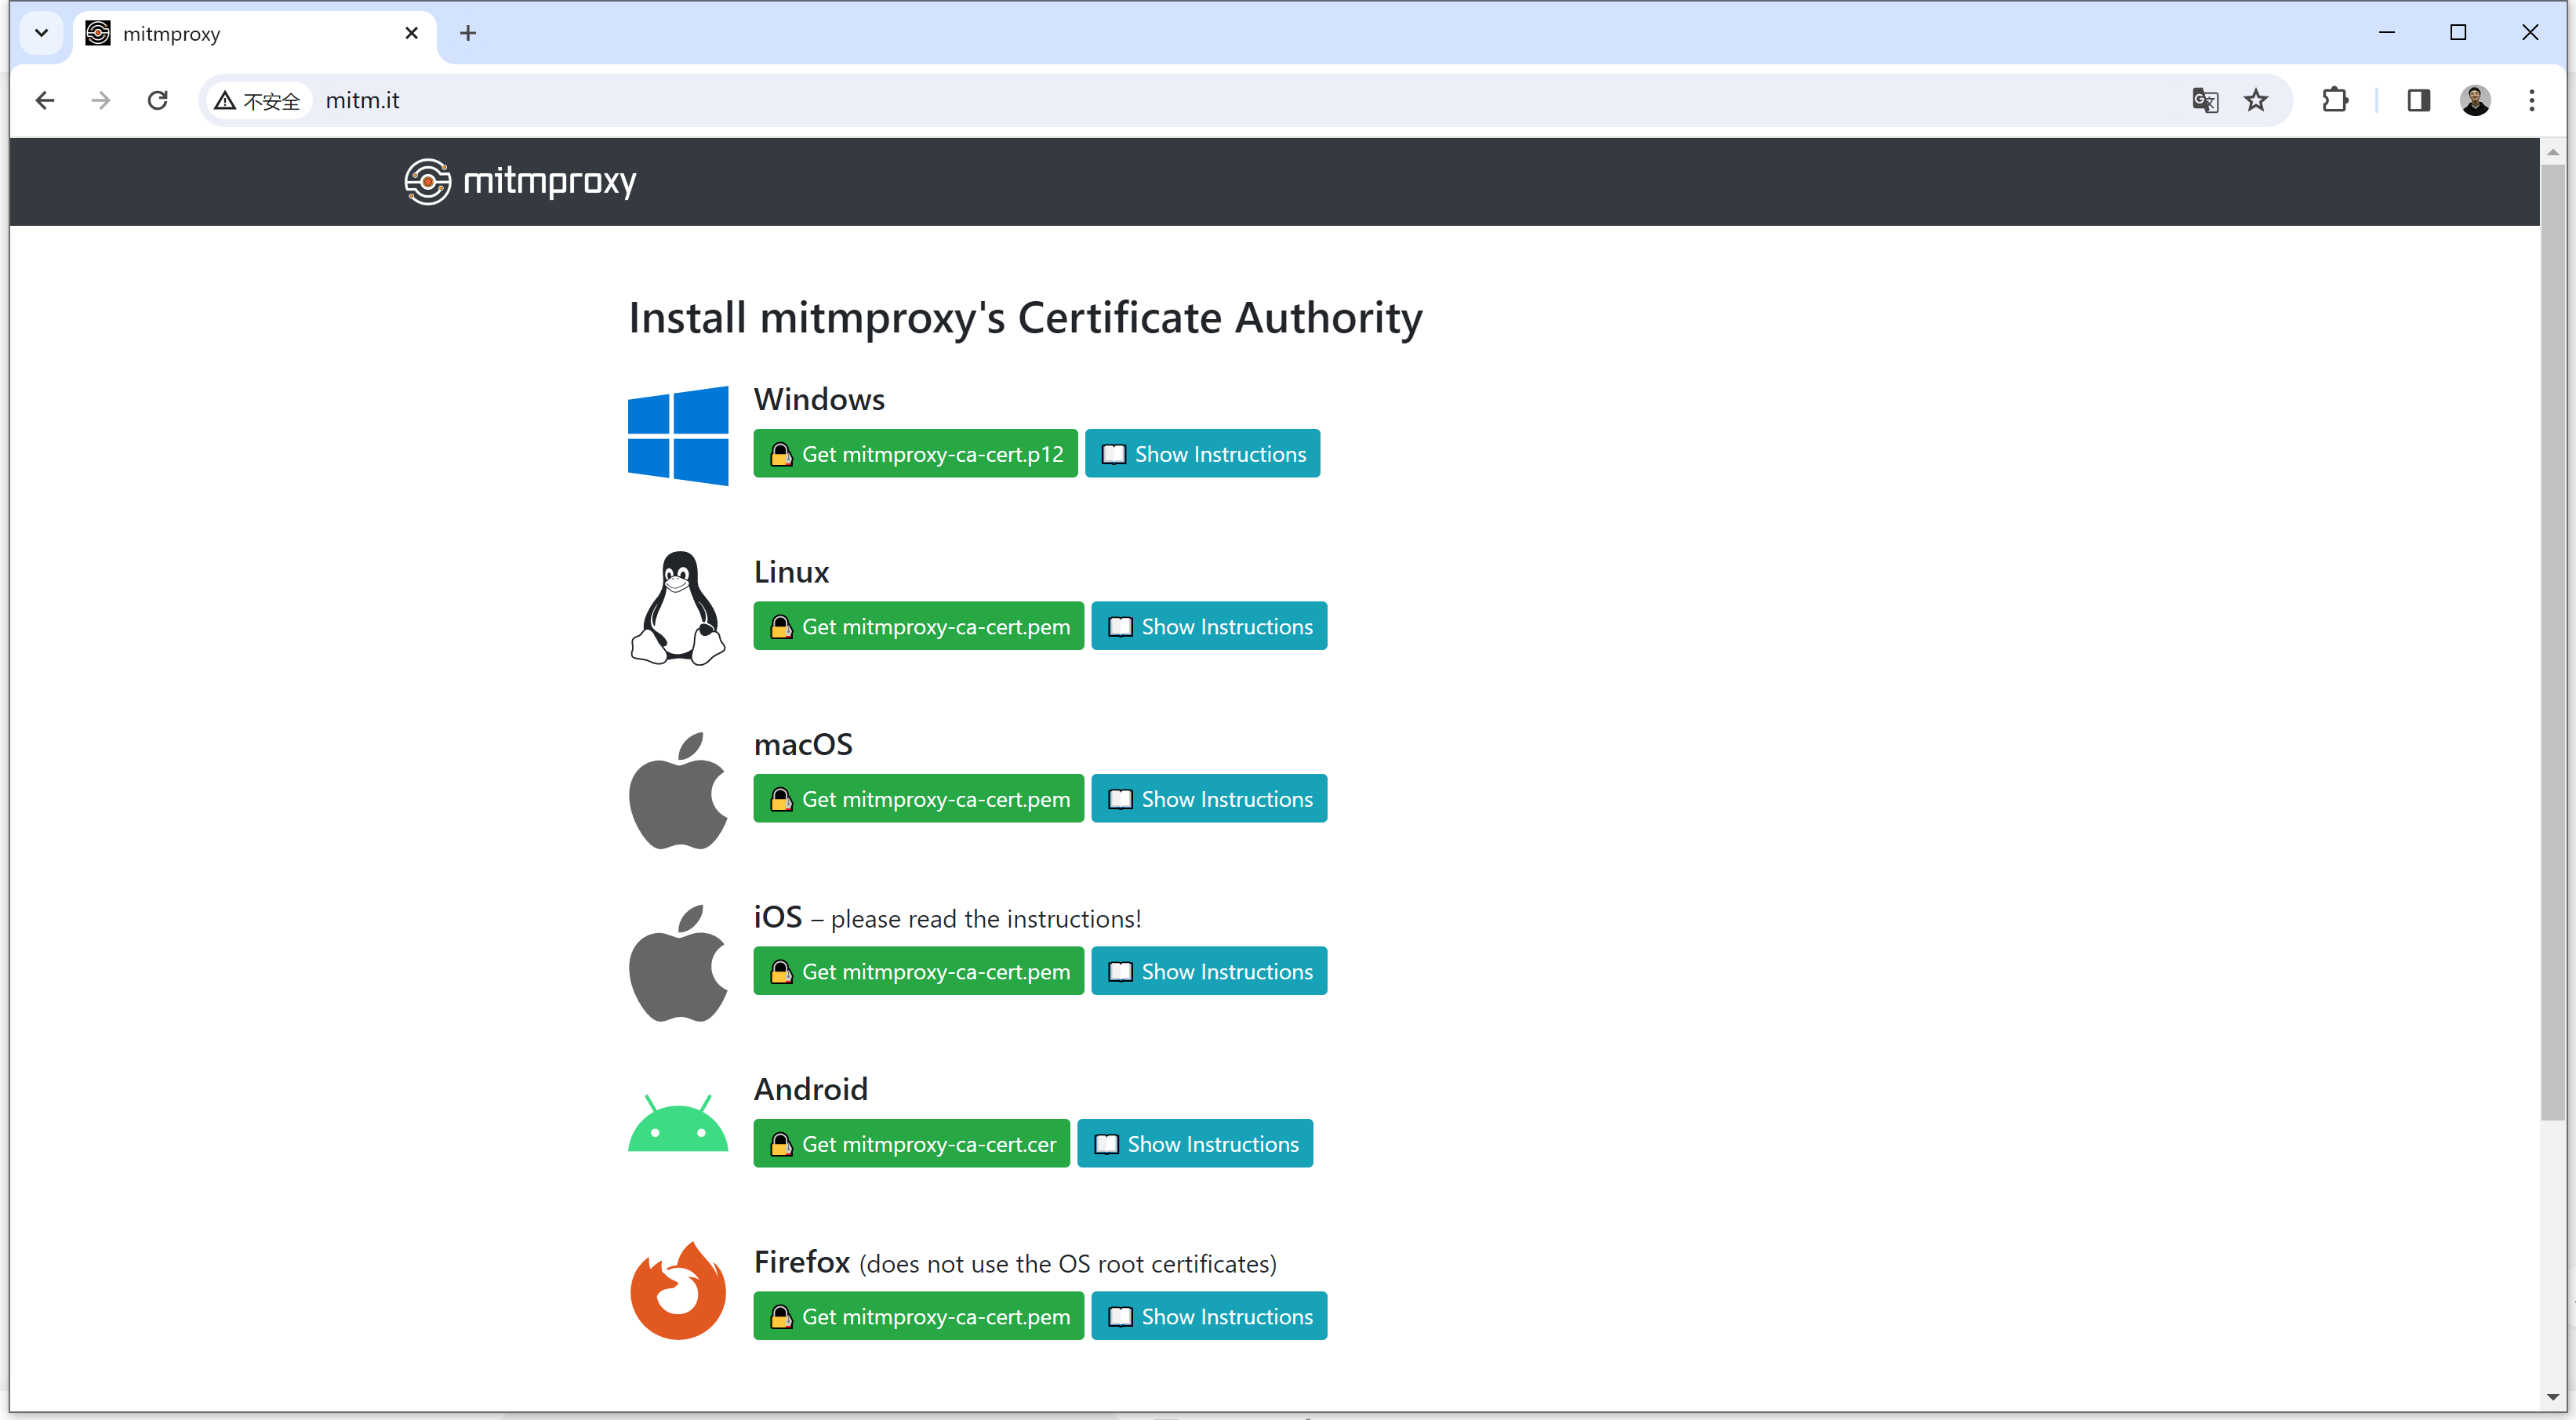 mitmproxy
不安全 mitm.it
mitmproxy
Install mitmproxy's Certificate Authority
Windows
Get mitmproxy-ca-cert.p12 Show Instructions
Linux
Get mitmproxy-ca-cert.pem Show Instructions
macOS
Get mitmproxy-ca-cert.pem Show Instructions
iOS – please read the instructions!
Get mitmproxy-ca-cert.pem Show Instructions
Android
Get mitmproxy-ca-cert.cer Show Instructions
Firefox (does not use the OS root certificates)
Get mitmproxy-ca-cert.pem Show Instructions